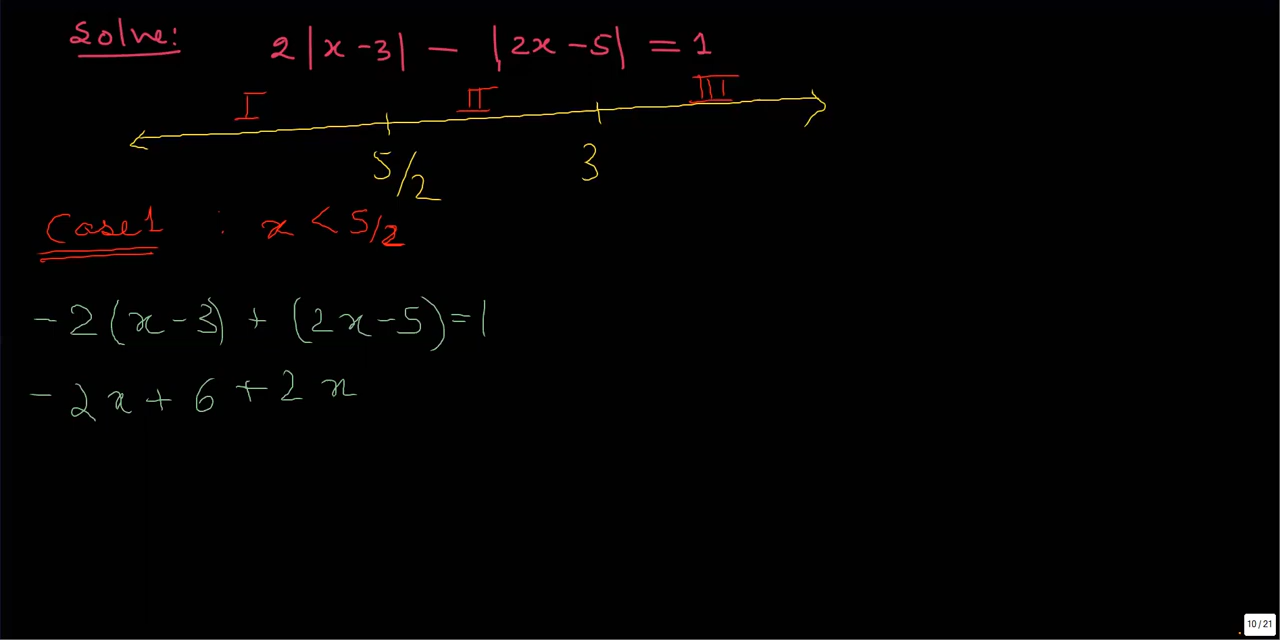 Solve: 2|x-3| - |2x-5| = 1
I II III
5/2 3
Case 1 : x < 5/2
-2(x-3) + (2x-5) = 1
-2x + 6 + 2x
10 / 21